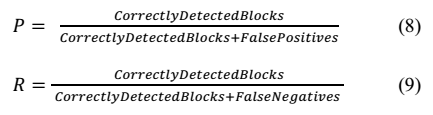 P = CorrectlyDetectedBlocks / CorrectlyDetectedBlocks+FalsePositives (8)
R = CorrectlyDetectedBlocks / CorrectlyDetectedBlocks+FalseNegatives (9)